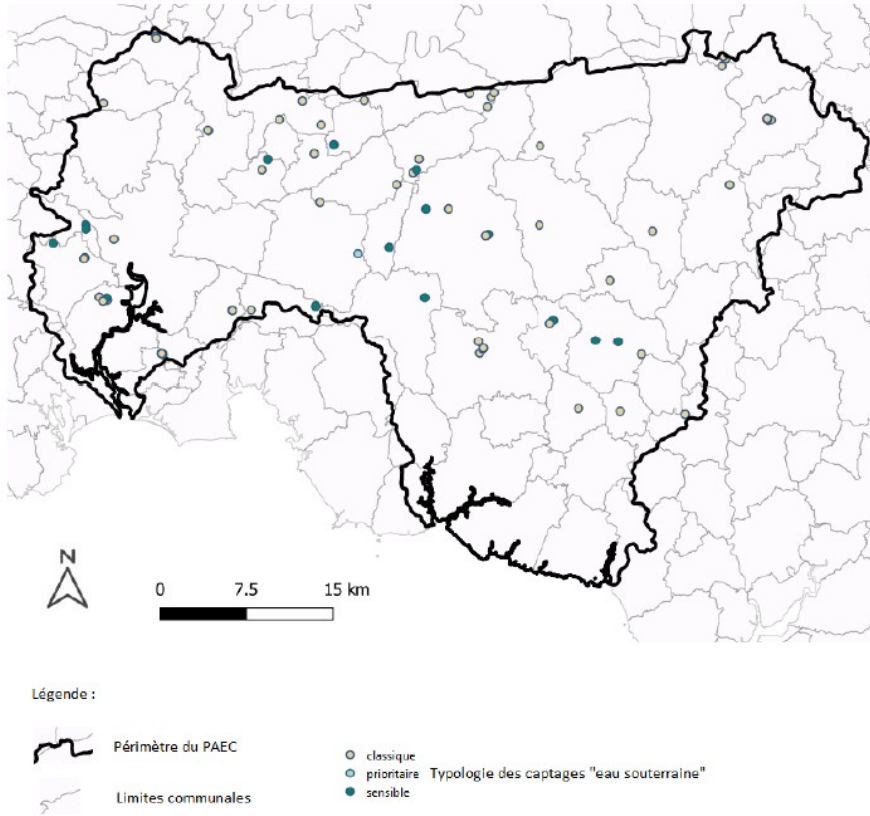 N
0 7.5 15 km
Légende :
Périmètre du PAEC
Limites communales
classique
prioritaire Typologie des captages "eau souterraine"
sensible